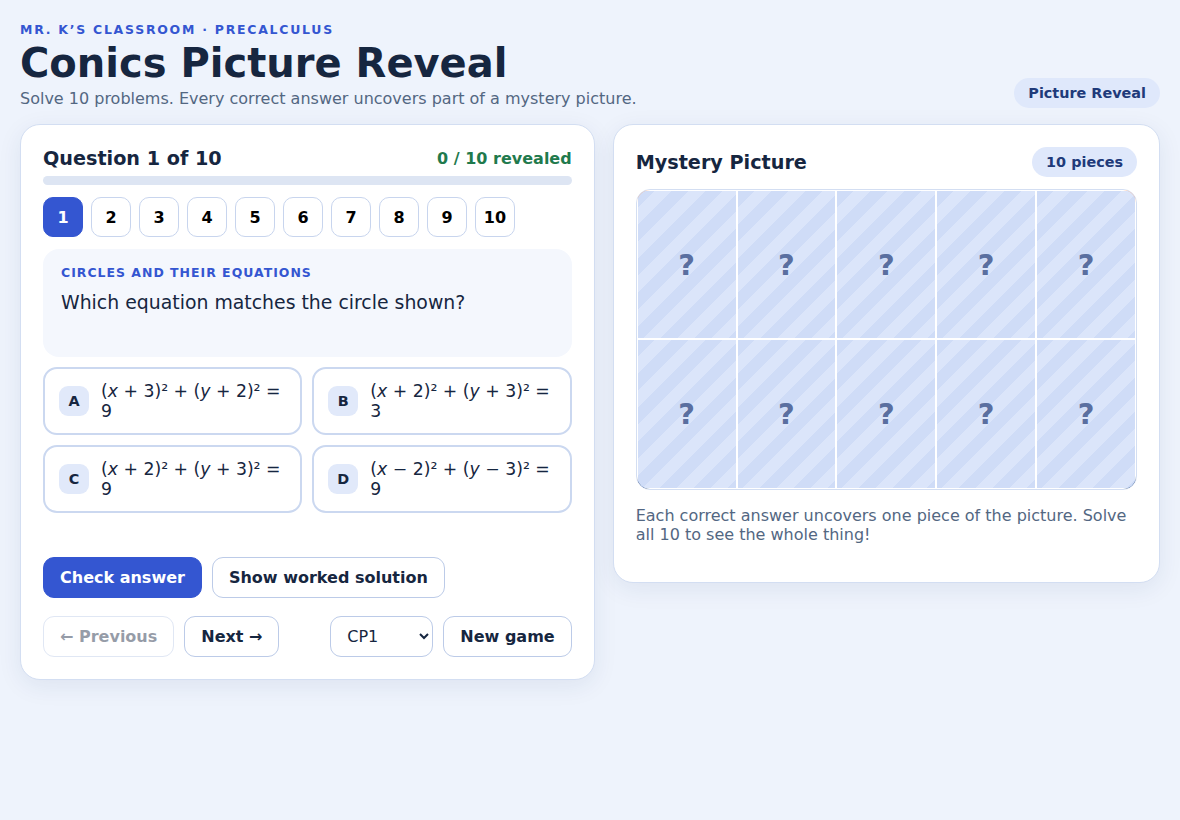 MR. K’S CLASSROOM · PRECALCULUS
Conics Picture Reveal
Solve 10 problems. Every correct answer uncovers part of a mystery picture.
Picture Reveal
Question 1 of 10
0 / 10 revealed
1 2 3 4 5 6 7 8 9 10
CIRCLES AND THEIR EQUATIONS
Which equation matches the circle shown?
A (x + 3)² + (y + 2)² =
9
B (x + 2)² + (y + 3)² =
3
C (x + 2)² + (y + 3)² =
9
D (x − 2)² + (y − 3)² =
9
Check answer
Show worked solution
← Previous
Next →
CP1
New game
Mystery Picture
10 pieces
? ? ? ? ?
? ? ? ? ?
Each correct answer uncovers one piece of the picture. Solve
all 10 to see the whole thing!